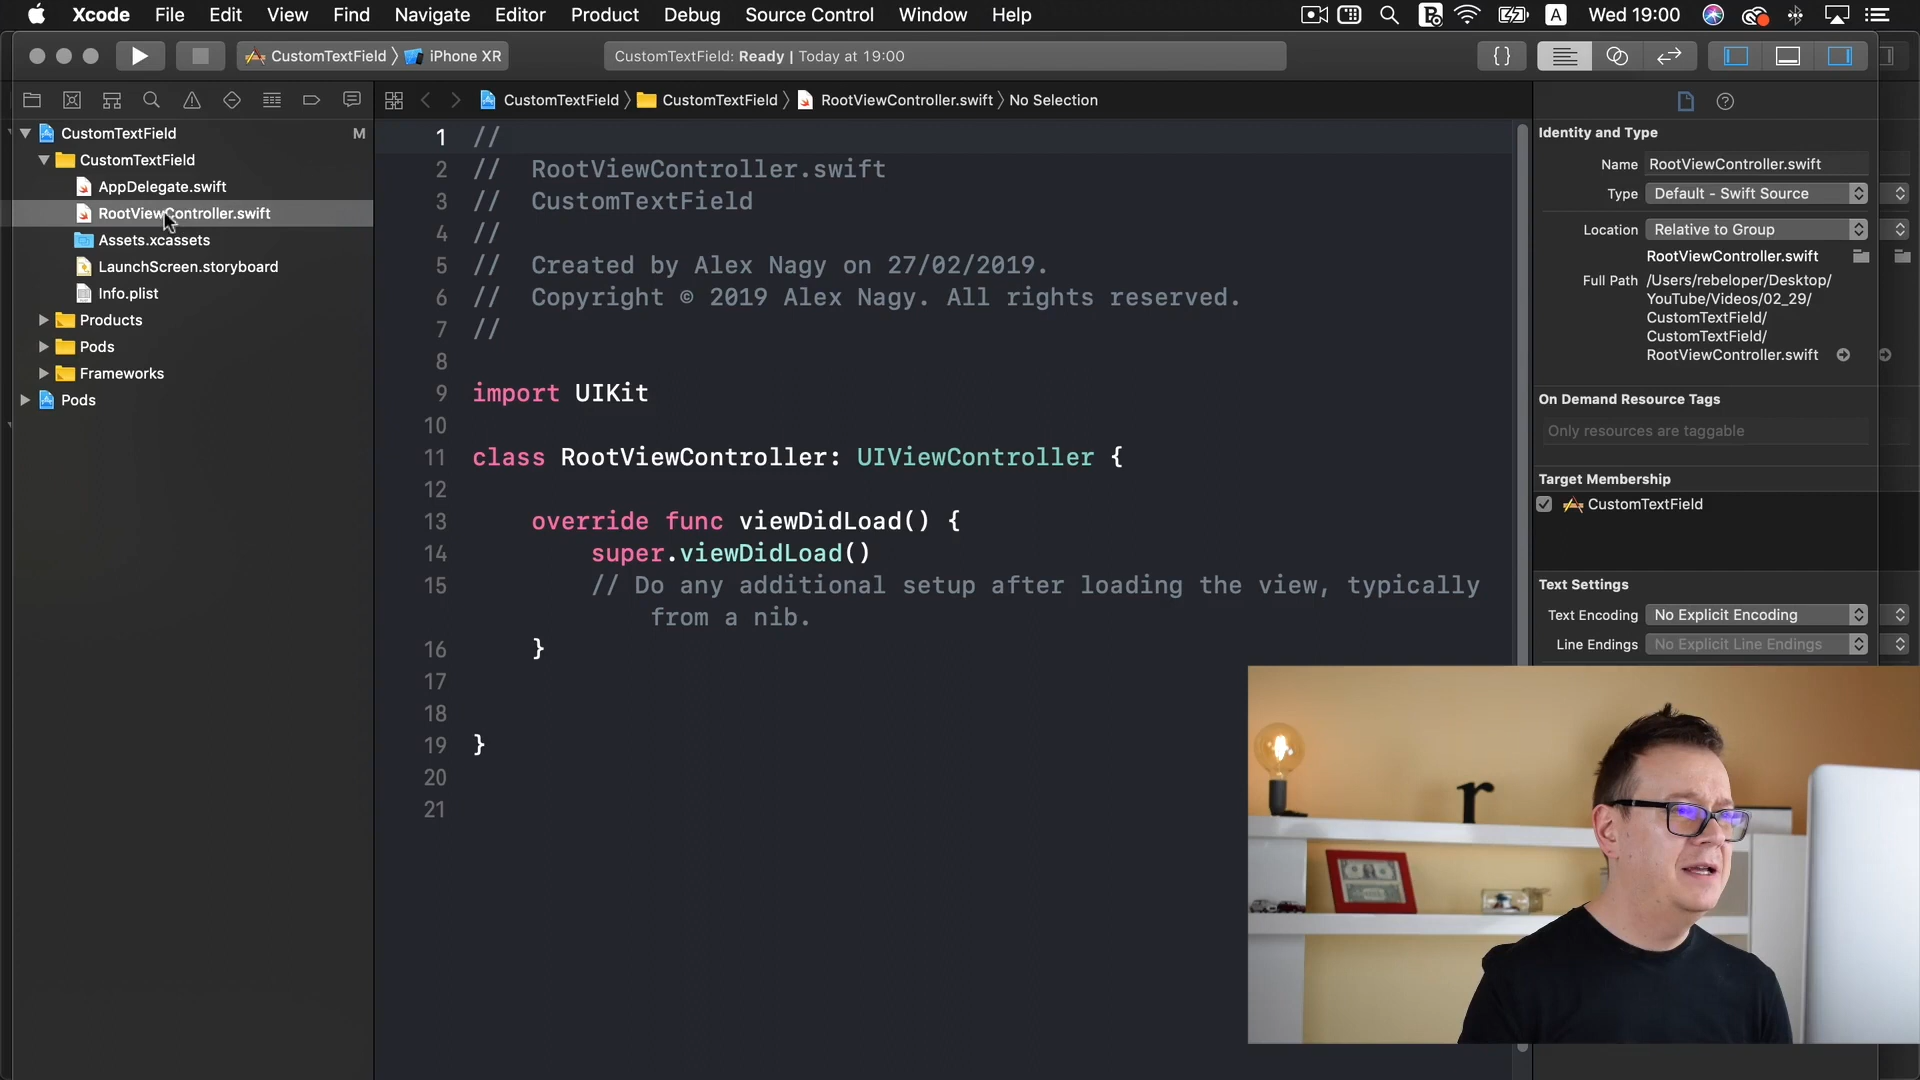 Xcode File Edit View Find Navigate Editor Product Debug Source Control Window Help A Wed 19:00
CustomTextField iPhone XR CustomTextField: Ready | Today at 19:00 {}
CustomTextField CustomTextField RootViewController.swift No Selection
CustomTextField M
CustomTextField
AppDelegate.swift
RootViewController.swift
Assets.xcassets
LaunchScreen.storyboard
Info.plist
Products
Pods
Frameworks
Pods
1 //
2 // RootViewController.swift
3 // CustomTextField
4 //
5 // Created by Alex Nagy on 27/02/2019.
6 // Copyright © 2019 Alex Nagy. All rights reserved.
7 //
8
9 import UIKit
10
11 class RootViewController: UIViewController {
12
13 override func viewDidLoad() {
14 super.viewDidLoad()
15 // Do any additional setup after loading the view, typically
from a nib.
16 }
17
18
19 }
20
21
Identity and Type
Name RootViewController.swift
Type Default - Swift Source
Location Relative to Group
RootViewController.swift
Full Path /Users/rebeloper/Desktop/
YouTube/Videos/02_29/
CustomTextField/
CustomTextField/
RootViewController.swift
On Demand Resource Tags
Only resources are taggable
Target Membership
CustomTextField
Text Settings
Text Encoding No Explicit Encoding
Line Endings No Explicit Line Endings
r